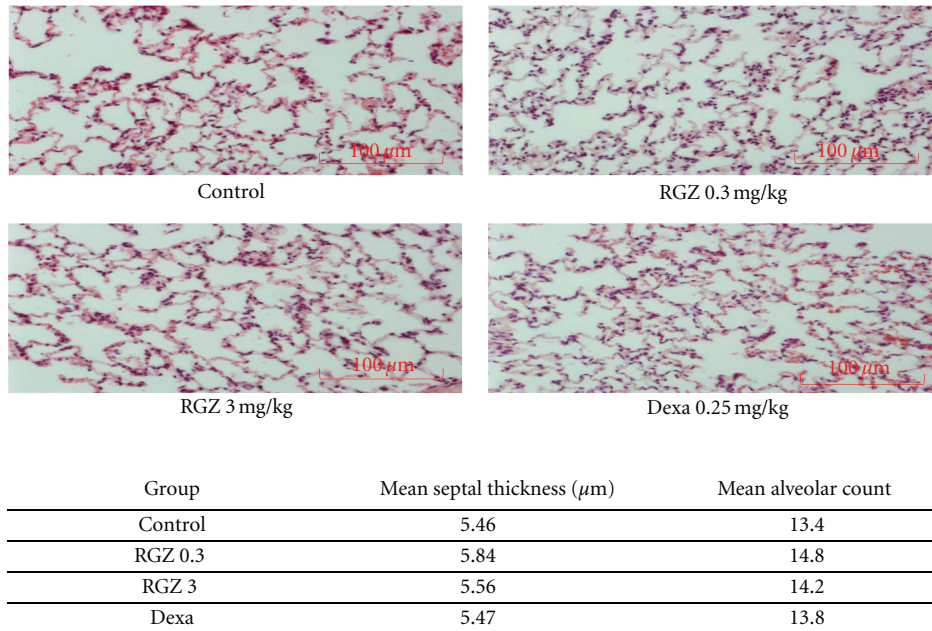 100 μm
100 μm
Control
RGZ 0.3 mg/kg
100 μm
100 μm
RGZ 3 mg/kg
Dexa 0.25 mg/kg
Group Mean septal thickness (μm) Mean alveolar count
Control 5.46 13.4
RGZ 0.3 5.84 14.8
RGZ 3 5.56 14.2
Dexa 5.47 13.8